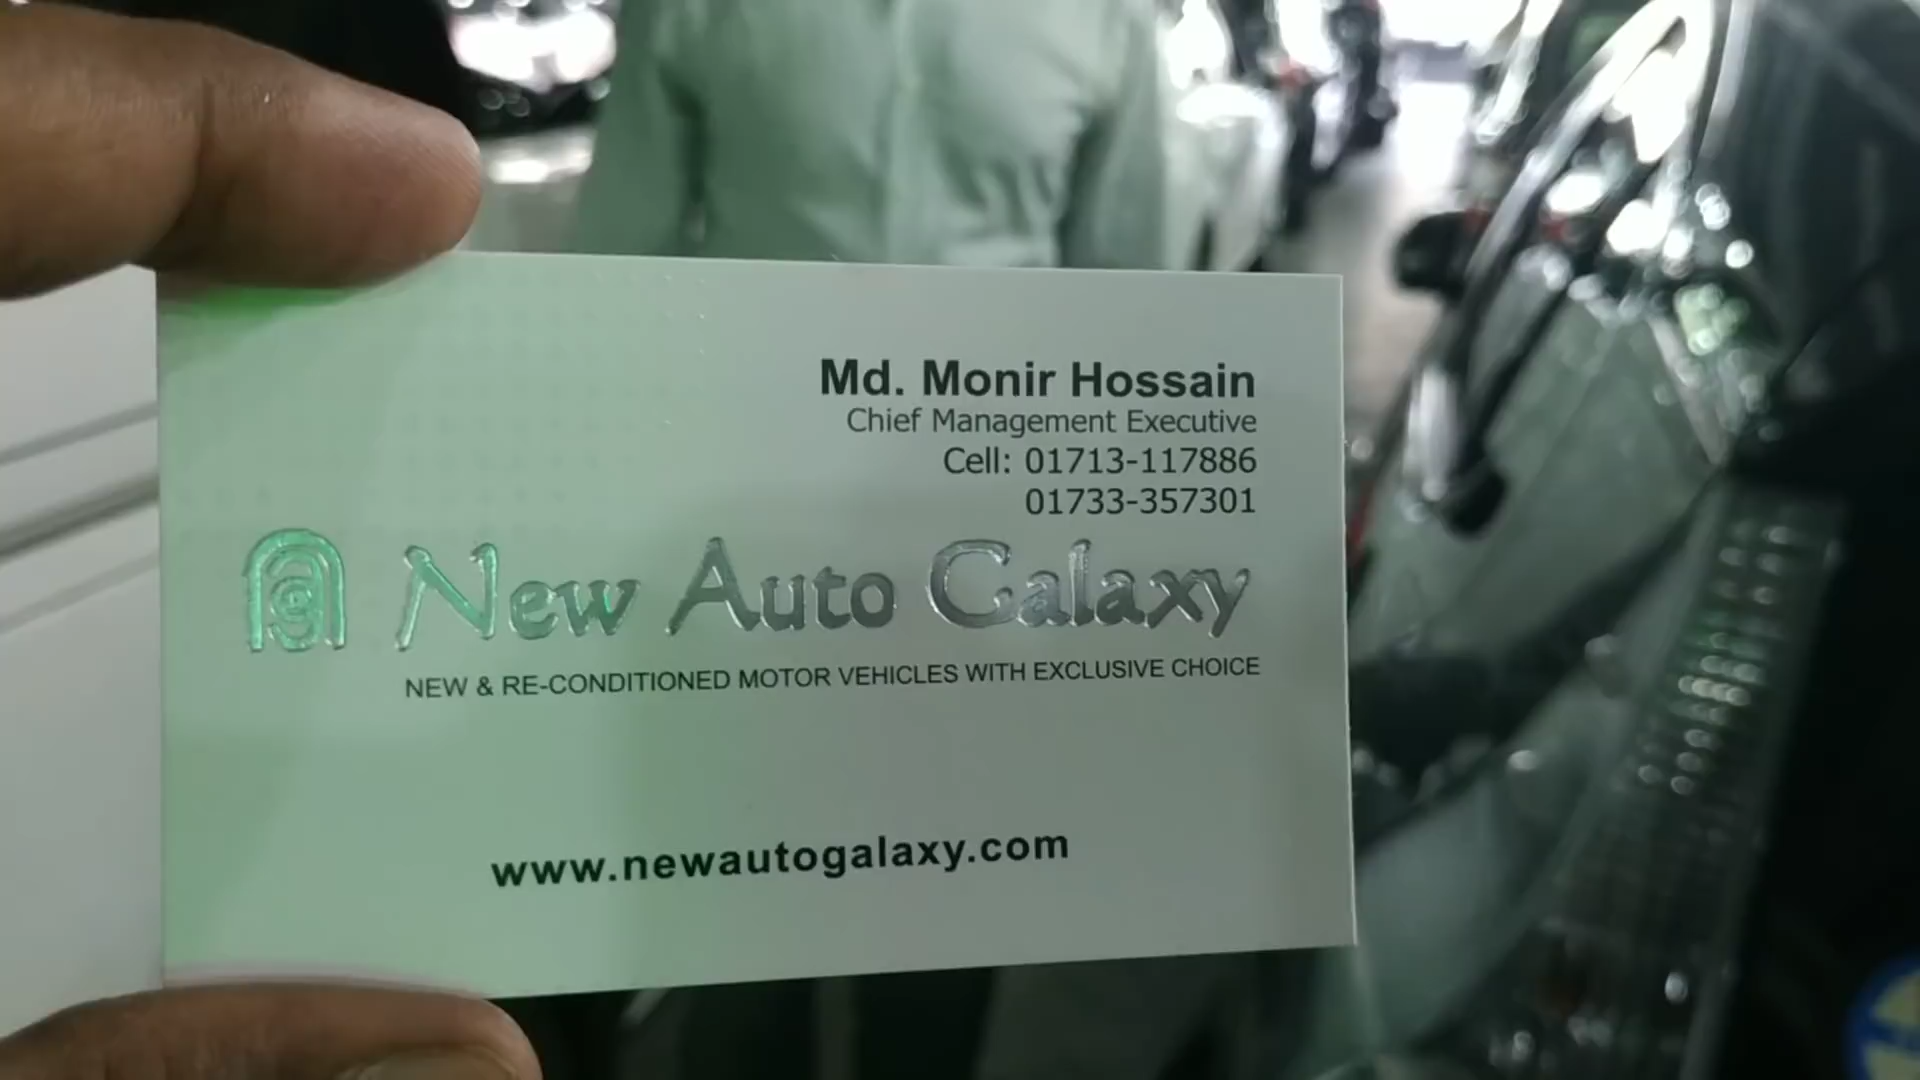 Md. Monir Hossain
Chief Management Executive
Cell: 01713-117886
01733-357301
New Auto Galaxy
NEW & RE-CONDITIONED MOTOR VEHICLES WITH EXCLUSIVE CHOICE
www.newautogalaxy.com